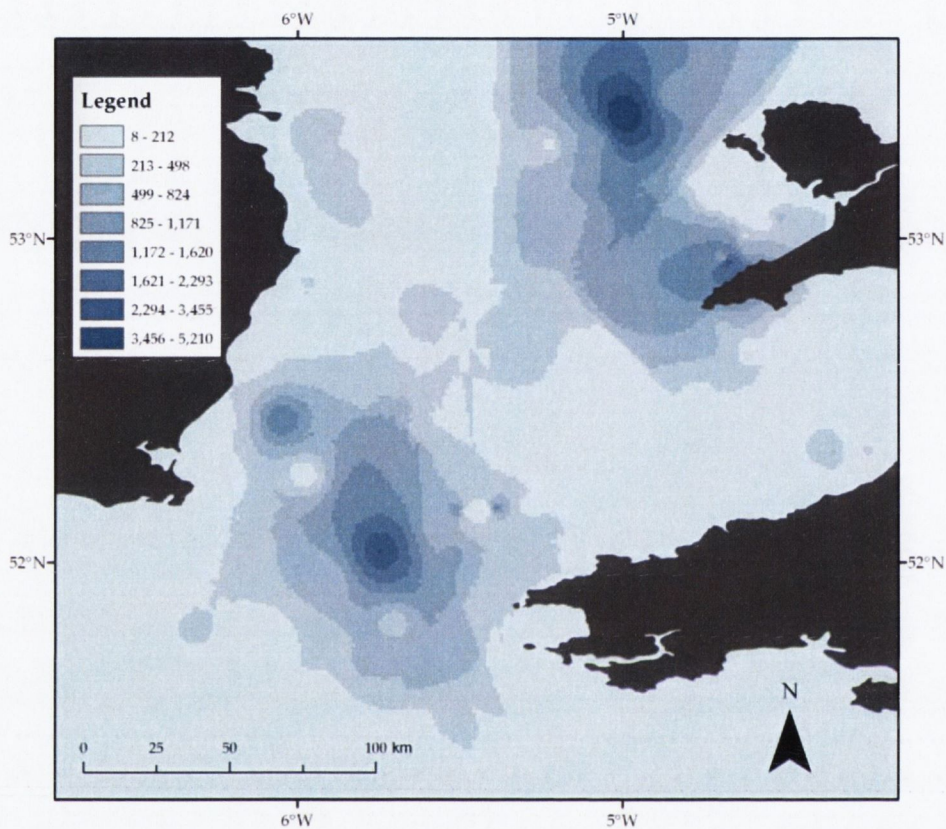 6°W 5°W
Legend
8 - 212
213 - 498
499 - 824
825 - 1,171
1,172 - 1,620
1,621 - 2,293
2,294 - 3,455
3,456 - 5,210
53°N 53°N
52°N 52°N
N
0 25 50 100 km
6°W 5°W